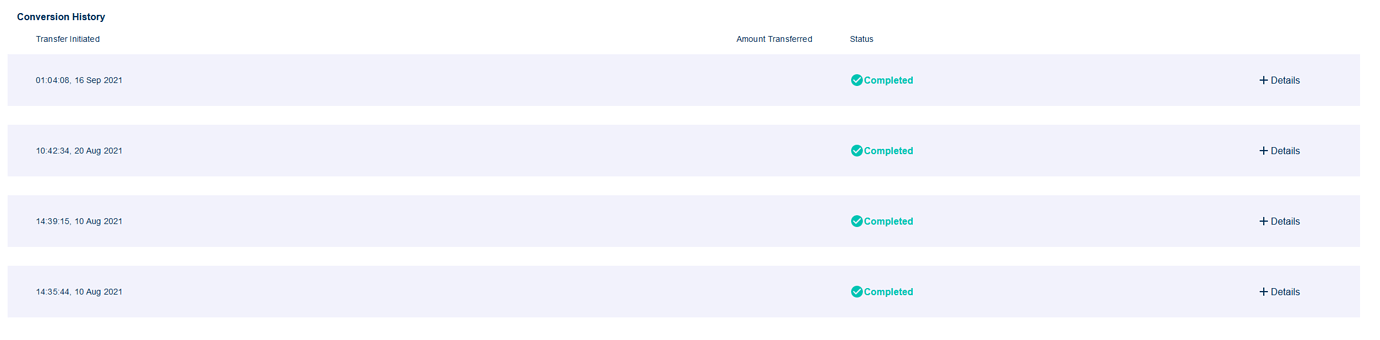 Conversion History
Transfer Initiated Amount Transferred Status
01:04:08, 16 Sep 2021 Completed + Details
10:42:34, 20 Aug 2021 Completed + Details
14:39:15, 10 Aug 2021 Completed + Details
14:35:44, 10 Aug 2021 Completed + Details